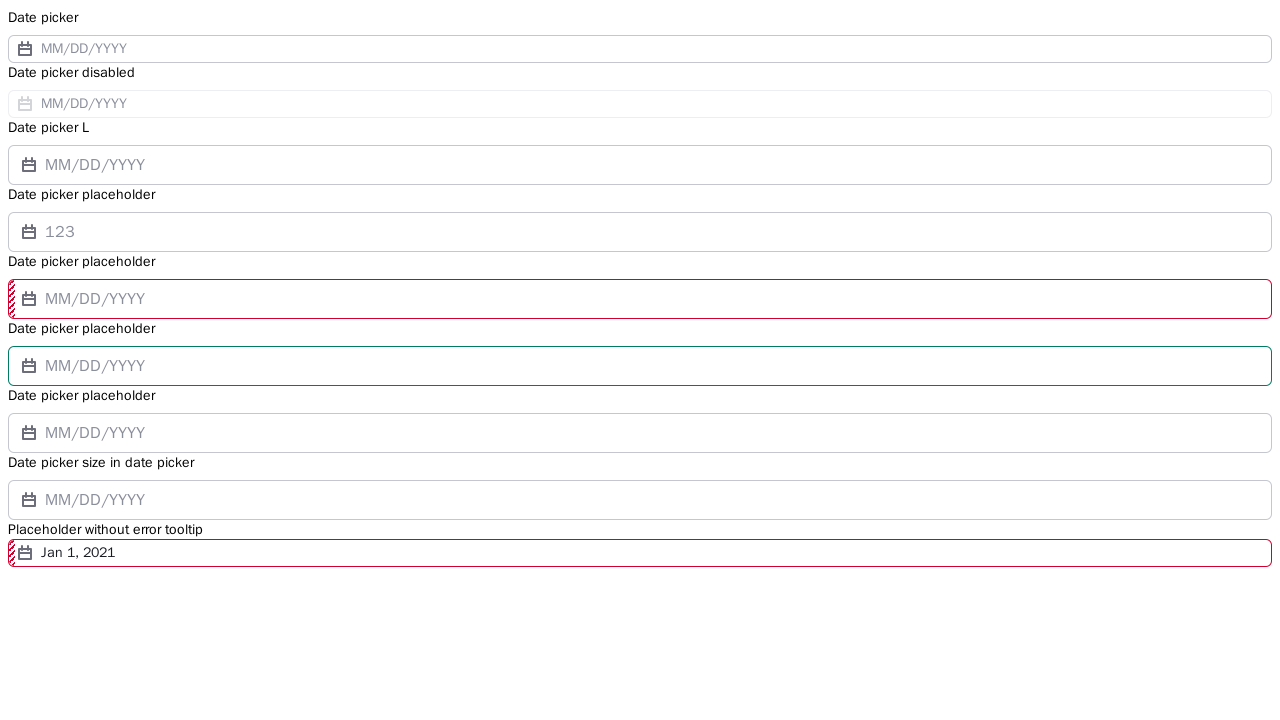 Date picker
MM/DD/YYYY
Date picker disabled
MM/DD/YYYY
Date picker L
MM/DD/YYYY
Date picker placeholder
123
Date picker placeholder
MM/DD/YYYY
Date picker placeholder
MM/DD/YYYY
Date picker placeholder
MM/DD/YYYY
Date picker size in date picker
MM/DD/YYYY
Placeholder without error tooltip
Jan 1, 2021